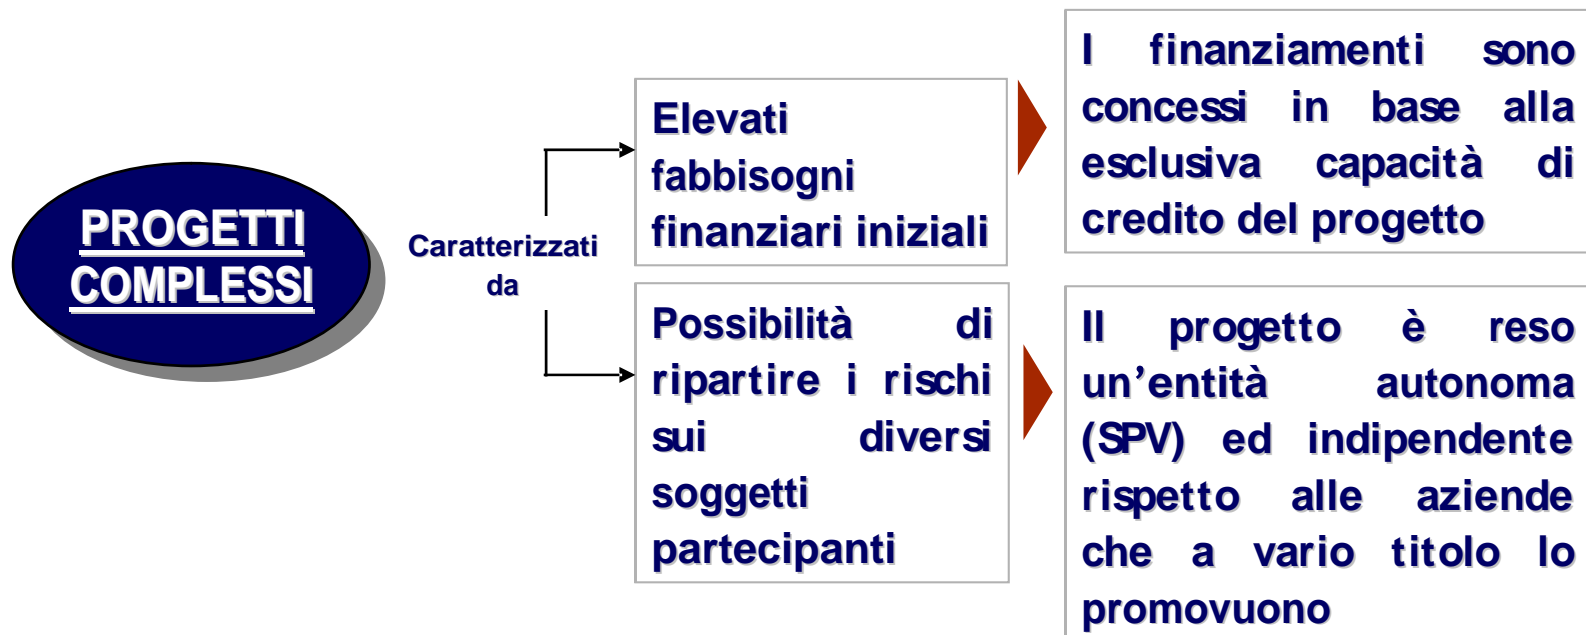 PROGETTI
COMPLESSI
Caratterizzati
da
Elevati
fabbisogni
finanziari iniziali
I finanziamenti sono
concessi in base alla
esclusiva capacità di
credito del progetto
Possibilità di
ripartire i rischi
sui diversi
soggetti
partecipanti
Il progetto è reso
un’entità autonoma
(SPV) ed indipendente
rispetto alle aziende
che a vario titolo lo
promovuono